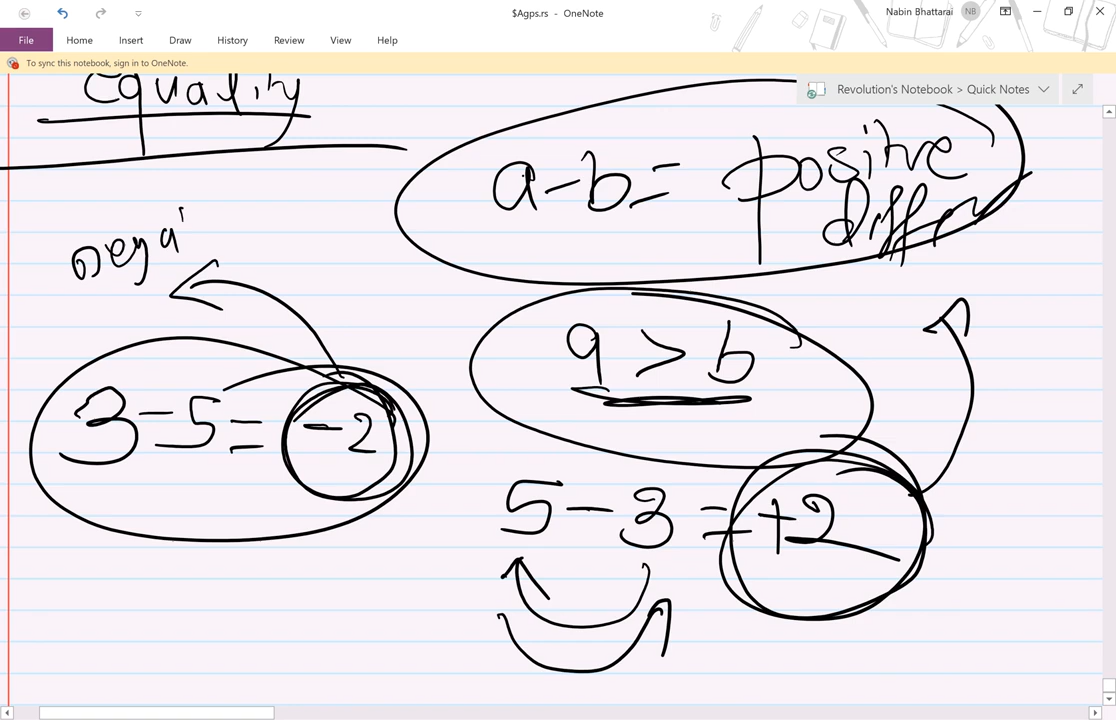 $Agps.rs - OneNote
Nabin Bhattarai NB
File Home Insert Draw History Review View Help
To sync this notebook, sign in to OneNote.
Revolution's Notebook > Quick Notes
Equality
a-b= positive
nega
a > b
3-5= -2
5-3 = +2